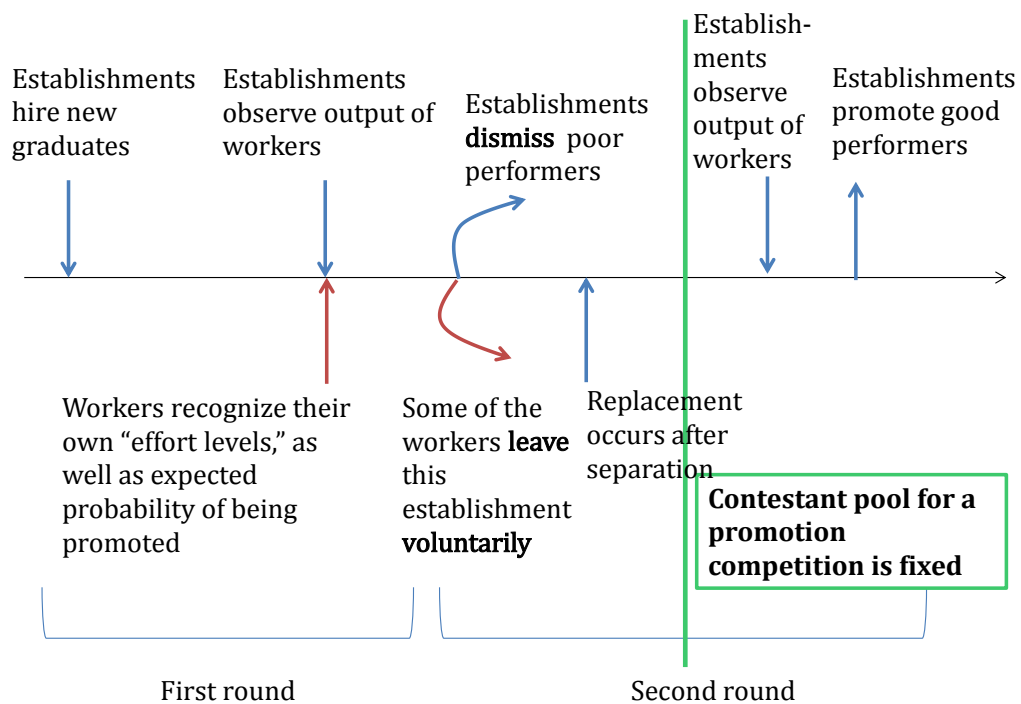 Establishments
hire new
graduates
Establishments
observe output of
workers
Establishments
dismiss poor
performers
Establish-
ments
observe
output of
workers
Establishments
promote good
performers
Workers recognize their
own “effort levels,” as
well as expected
probability of being
promoted
Some of the
workers leave
this
establishment
voluntarily
Replacement
occurs after
separation
Contestant pool for a
promotion
competition is fixed
First round
Second round